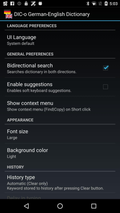 5:03
DIC-o German-English Dictionary
LANGUAGE PREFERENCES
UI Language
System default
GENERAL PREFERENCES
Bidirectional search
Searches dictionary in both directions.
Enable suggestions
Enables soft keyboard suggestions.
Show context menu
Show context menu (Find&Copy) on Short click
APPEARANCE
Font size
Large
Background color
Light
HISTORY
History type
Automatic (Clear only)
Keyword stored to history after pressing Clear button.